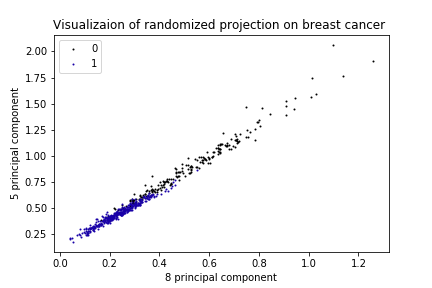 Visualizaion of randomized projection on breast cancer
0
1
2.00
1.75
1.50
1.25
1.00
0.75
0.50
0.25
5 principal component
0.0 0.2 0.4 0.6 0.8 1.0 1.2
8 principal component